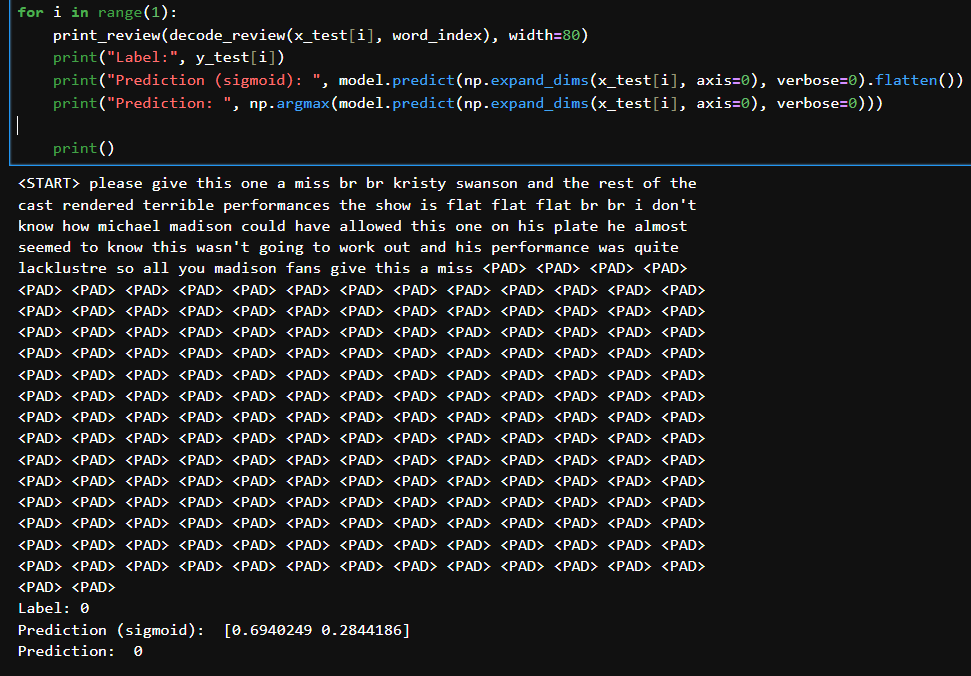 for i in range(1):
    print_review(decode_review(x_test[i], word_index), width=80)
    print("Label:", y_test[i])
    print("Prediction (sigmoid): ", model.predict(np.expand_dims(x_test[i], axis=0), verbose=0).flatten())
    print("Prediction: ", np.argmax(model.predict(np.expand_dims(x_test[i], axis=0), verbose=0)))
    print()
<START> please give this one a miss br br kristy swanson and the rest of the
cast rendered terrible performances the show is flat flat flat br br i don't
know how michael madison could have allowed this one on his plate he almost
seemed to know this wasn't going to work out and his performance was quite
lacklustre so all you madison fans give this a miss <PAD> <PAD> <PAD> <PAD>
<PAD> <PAD> <PAD> <PAD> <PAD> <PAD> <PAD> <PAD> <PAD> <PAD> <PAD> <PAD> <PAD>
<PAD> <PAD> <PAD> <PAD> <PAD> <PAD> <PAD> <PAD> <PAD> <PAD> <PAD> <PAD> <PAD>
<PAD> <PAD> <PAD> <PAD> <PAD> <PAD> <PAD> <PAD> <PAD> <PAD> <PAD> <PAD> <PAD>
<PAD> <PAD> <PAD> <PAD> <PAD> <PAD> <PAD> <PAD> <PAD> <PAD> <PAD> <PAD> <PAD>
<PAD> <PAD> <PAD> <PAD> <PAD> <PAD> <PAD> <PAD> <PAD> <PAD> <PAD> <PAD> <PAD>
<PAD> <PAD> <PAD> <PAD> <PAD> <PAD> <PAD> <PAD> <PAD> <PAD> <PAD> <PAD> <PAD>
<PAD> <PAD> <PAD> <PAD> <PAD> <PAD> <PAD> <PAD> <PAD> <PAD> <PAD> <PAD> <PAD>
<PAD> <PAD> <PAD> <PAD> <PAD> <PAD> <PAD> <PAD> <PAD> <PAD> <PAD> <PAD> <PAD>
<PAD> <PAD> <PAD> <PAD> <PAD> <PAD> <PAD> <PAD> <PAD> <PAD> <PAD> <PAD> <PAD>
<PAD> <PAD> <PAD> <PAD> <PAD> <PAD> <PAD> <PAD> <PAD> <PAD> <PAD> <PAD> <PAD>
<PAD> <PAD> <PAD> <PAD> <PAD> <PAD> <PAD> <PAD> <PAD> <PAD> <PAD> <PAD> <PAD>
<PAD> <PAD> <PAD> <PAD> <PAD> <PAD> <PAD> <PAD> <PAD> <PAD> <PAD> <PAD> <PAD>
<PAD> <PAD> <PAD> <PAD> <PAD> <PAD> <PAD> <PAD> <PAD> <PAD> <PAD> <PAD> <PAD>
<PAD> <PAD> <PAD> <PAD> <PAD> <PAD> <PAD> <PAD> <PAD> <PAD> <PAD> <PAD> <PAD>
<PAD> <PAD>
Label: 0
Prediction (sigmoid):  [0.6940249 0.2844186]
Prediction:  0